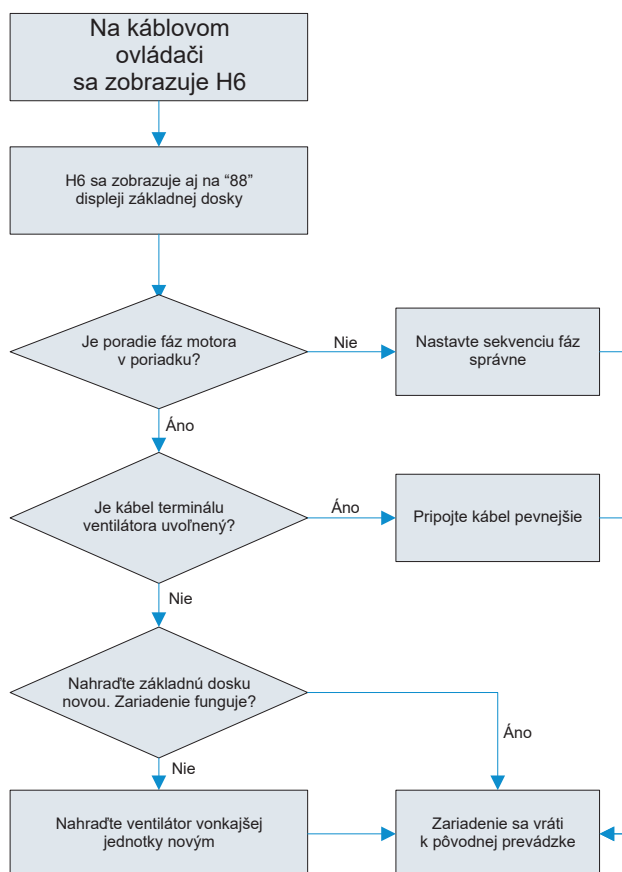 Na káblovom
ovládači
sa zobrazuje H6
H6 sa zobrazuje aj na “88”
displeji základnej dosky
Je poradie fáz motora
v poriadku?
Nie
Nastavte sekvenciu fáz
správne
Áno
Je kábel terminálu
ventilátora uvoľnený?
Áno
Pripojte kábel pevnejšie
Nie
Nahraďte základnú dosku
novou. Zariadenie funguje?
Áno
Nie
Nahraďte ventilátor vonkajšej
jednotky novým
Zariadenie sa vráti
k pôvodnej prevádzke